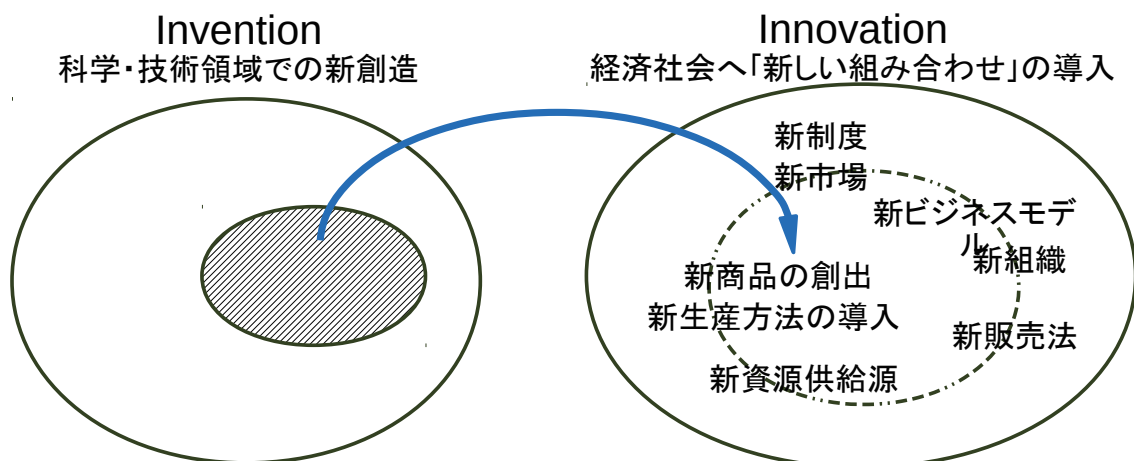 Invention
科学・技術領域での新創造
Innovation
経済社会へ「新しい組み合わせ」の導入
新制度
新市場
新ビジネスモデ
ル
新組織
新商品の創出
新生産方法の導入
新販売法
新資源供給源